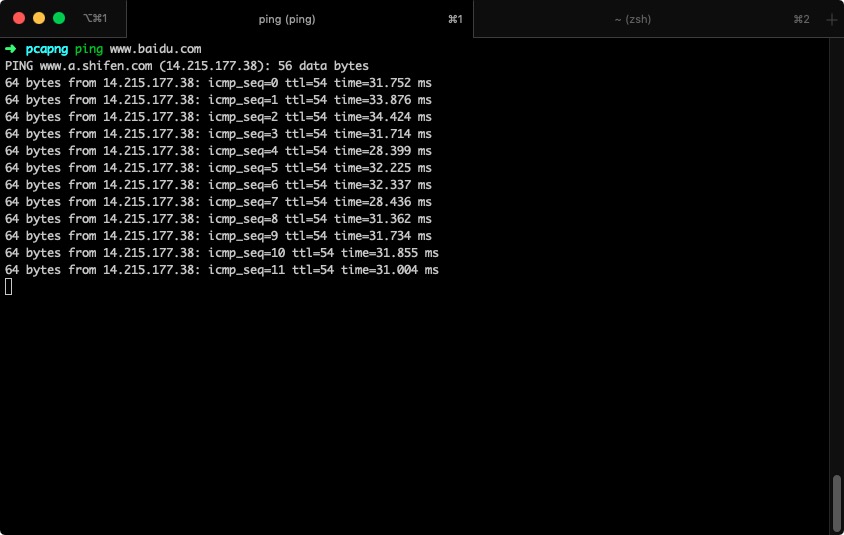 ⌥⌘1 ping (ping) ⌘1 ~ (zsh) ⌘2 +
➜ pcapng ping www.baidu.com
PING www.a.shifen.com (14.215.177.38): 56 data bytes
64 bytes from 14.215.177.38: icmp_seq=0 ttl=54 time=31.752 ms
64 bytes from 14.215.177.38: icmp_seq=1 ttl=54 time=33.876 ms
64 bytes from 14.215.177.38: icmp_seq=2 ttl=54 time=34.424 ms
64 bytes from 14.215.177.38: icmp_seq=3 ttl=54 time=31.714 ms
64 bytes from 14.215.177.38: icmp_seq=4 ttl=54 time=28.399 ms
64 bytes from 14.215.177.38: icmp_seq=5 ttl=54 time=32.225 ms
64 bytes from 14.215.177.38: icmp_seq=6 ttl=54 time=32.337 ms
64 bytes from 14.215.177.38: icmp_seq=7 ttl=54 time=28.436 ms
64 bytes from 14.215.177.38: icmp_seq=8 ttl=54 time=31.362 ms
64 bytes from 14.215.177.38: icmp_seq=9 ttl=54 time=31.734 ms
64 bytes from 14.215.177.38: icmp_seq=10 ttl=54 time=31.855 ms
64 bytes from 14.215.177.38: icmp_seq=11 ttl=54 time=31.004 ms